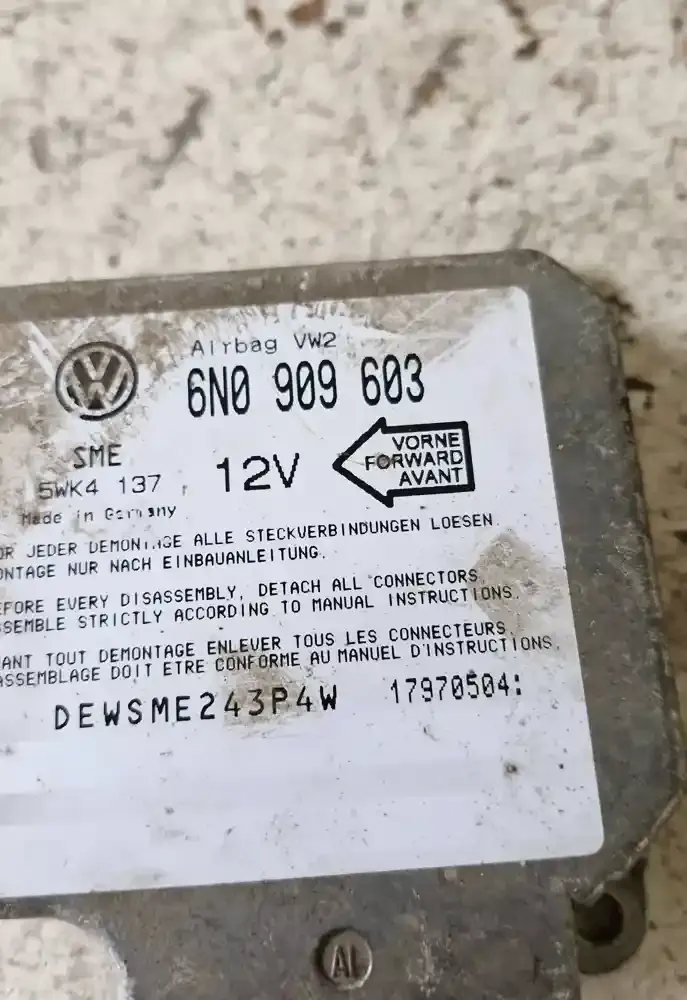 Airbag VW2
6N0 909 603
SME
5WK4 137
12V
VORNE
FORWARD
AVANT
Made in
JEDER DEMONTAGE ALLE STECKVERBINDUNGEN LOESEN.
NUR NACH EINBAUANLEITUNG.
EVERY DISASSEMBLY, DETACH ALL CONNECTORS.
STRICTLY ACCORDING TO MANUAL INSTRUCTIONS.
TOUT DEMONTAGE ENLEVER TOUS LES CONNECTEURS.
ASSEMBLAGE DOIT ETRE CONFORME AU MANUEL D'INSTRUCTIONS.
DEWSME243P4W 17970504:
AL